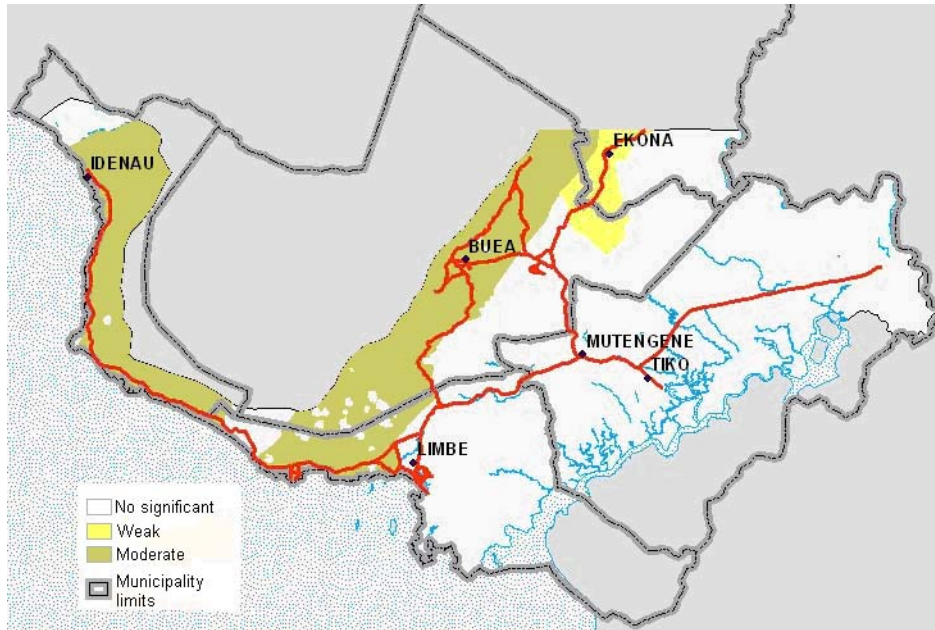 EKONA
IDENAU
BUEA
MUTENGENE
TIKO
LIMBE
No significant
Weak
Moderate
Municipality
limits